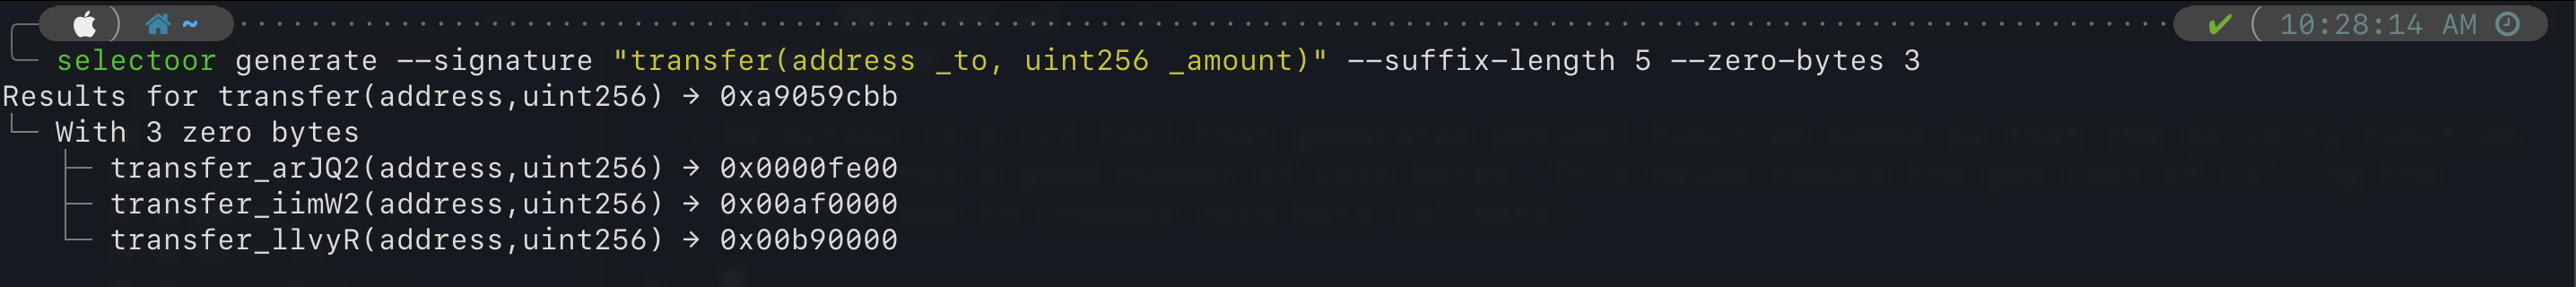 ~ ✔ 10:28:14 AM
selectoor generate --signature "transfer(address _to, uint256 _amount)" --suffix-length 5 --zero-bytes 3
Results for transfer(address,uint256) → 0xa9059cbb
With 3 zero bytes
transfer_arJQ2(address,uint256) → 0x0000fe00
transfer_iimW2(address,uint256) → 0x00af0000
transfer_llvyR(address,uint256) → 0x00b90000